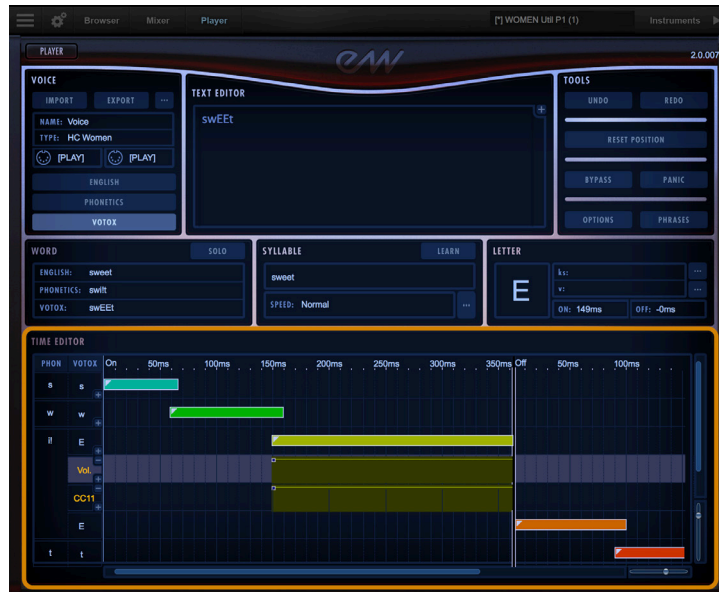 Browser Mixer Player [*] WOMEN Util P1 (1) Instruments
PLAYER
EW
2.0.007
VOICE
IMPORT EXPORT ...
NAME: Voice
TYPE: HC Women
[PLAY] [PLAY]
ENGLISH
PHONETICS
VOTOX
TEXT EDITOR
swEEt
+
TOOLS
UNDO REDO
RESET POSITION
BYPASS PANIC
OPTIONS PHRASES
WORD SOLO
ENGLISH: sweet
PHONETICS: swi!t
VOTOX: swEEt
SYLLABLE LEARN
sweet
SPEED: Normal ...
LETTER
E
ks: ...
v: ...
ON: 149ms OFF: -0ms
TIME EDITOR
PHON VOTOX On 50ms 100ms 150ms 200ms 250ms 300ms 350ms Off 50ms 100ms
s s +
w w +
i! E +
Vol. - +
CC11 - +
E
t t